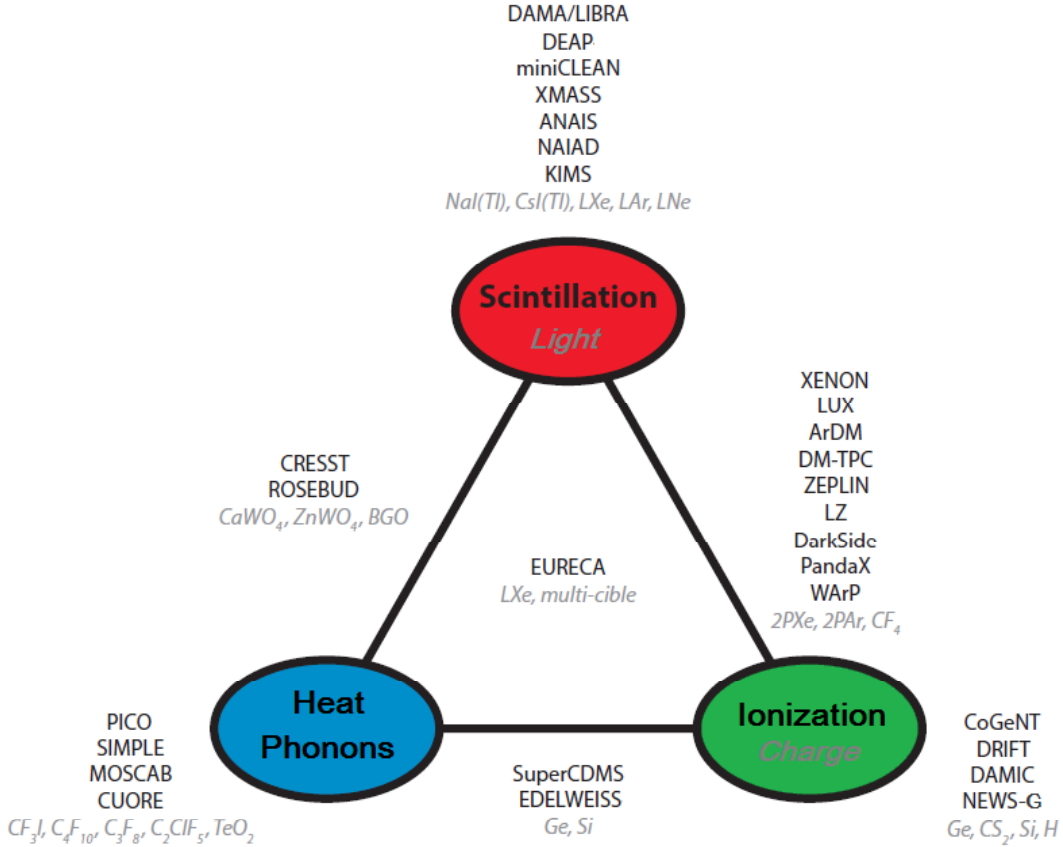 DAMA/LIBRA
DEAP
miniCLEAN
XMASS
ANAIS
NAIAD
KIMS
NaI(Tl), CsI(Tl), LXe, LAr, LNe
Scintillation
Light
XENON
LUX
ArDM
DM-TPC
ZEPLIN
LZ
DarkSide
PandaX
WArP
2PXe, 2PAr, CF₄
CRESST
ROSEBUD
CaWO₄, ZnWO₄, BGO
EURECA
LXe, multi-cible
Heat
Phonons
Ionization
Charge
PICO
SIMPLE
MOSCAB
CUORE
CF₃I, C₄F₁₀, C₃F₈, C₂ClF₅, TeO₂
SuperCDMS
EDELWEISS
Ge, Si
CoGeNT
DRIFT
DAMIC
NEWS-G
Ge, CS₂, Si, H